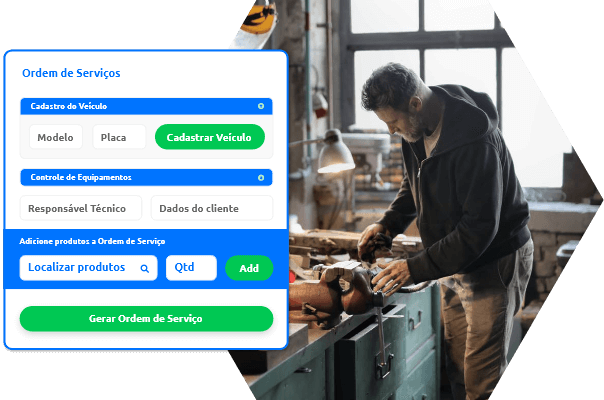 Ordem de Serviços
Cadastro do Veículo
Modelo
Placa
Cadastrar Veículo
Controle de Equipamentos
Responsável Técnico
Dados do cliente
Adicione produtos a Ordem de Serviço
Localizar produtos
Qtd
Add
Gerar Ordem de Serviço